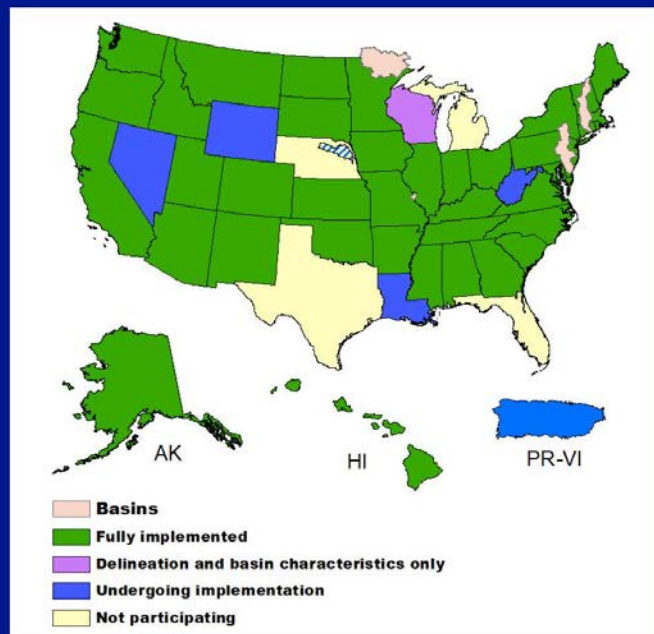 AK
HI
PR-VI
Basins
Fully implemented
Delineation and basin characteristics only
Undergoing implementation
Not participating